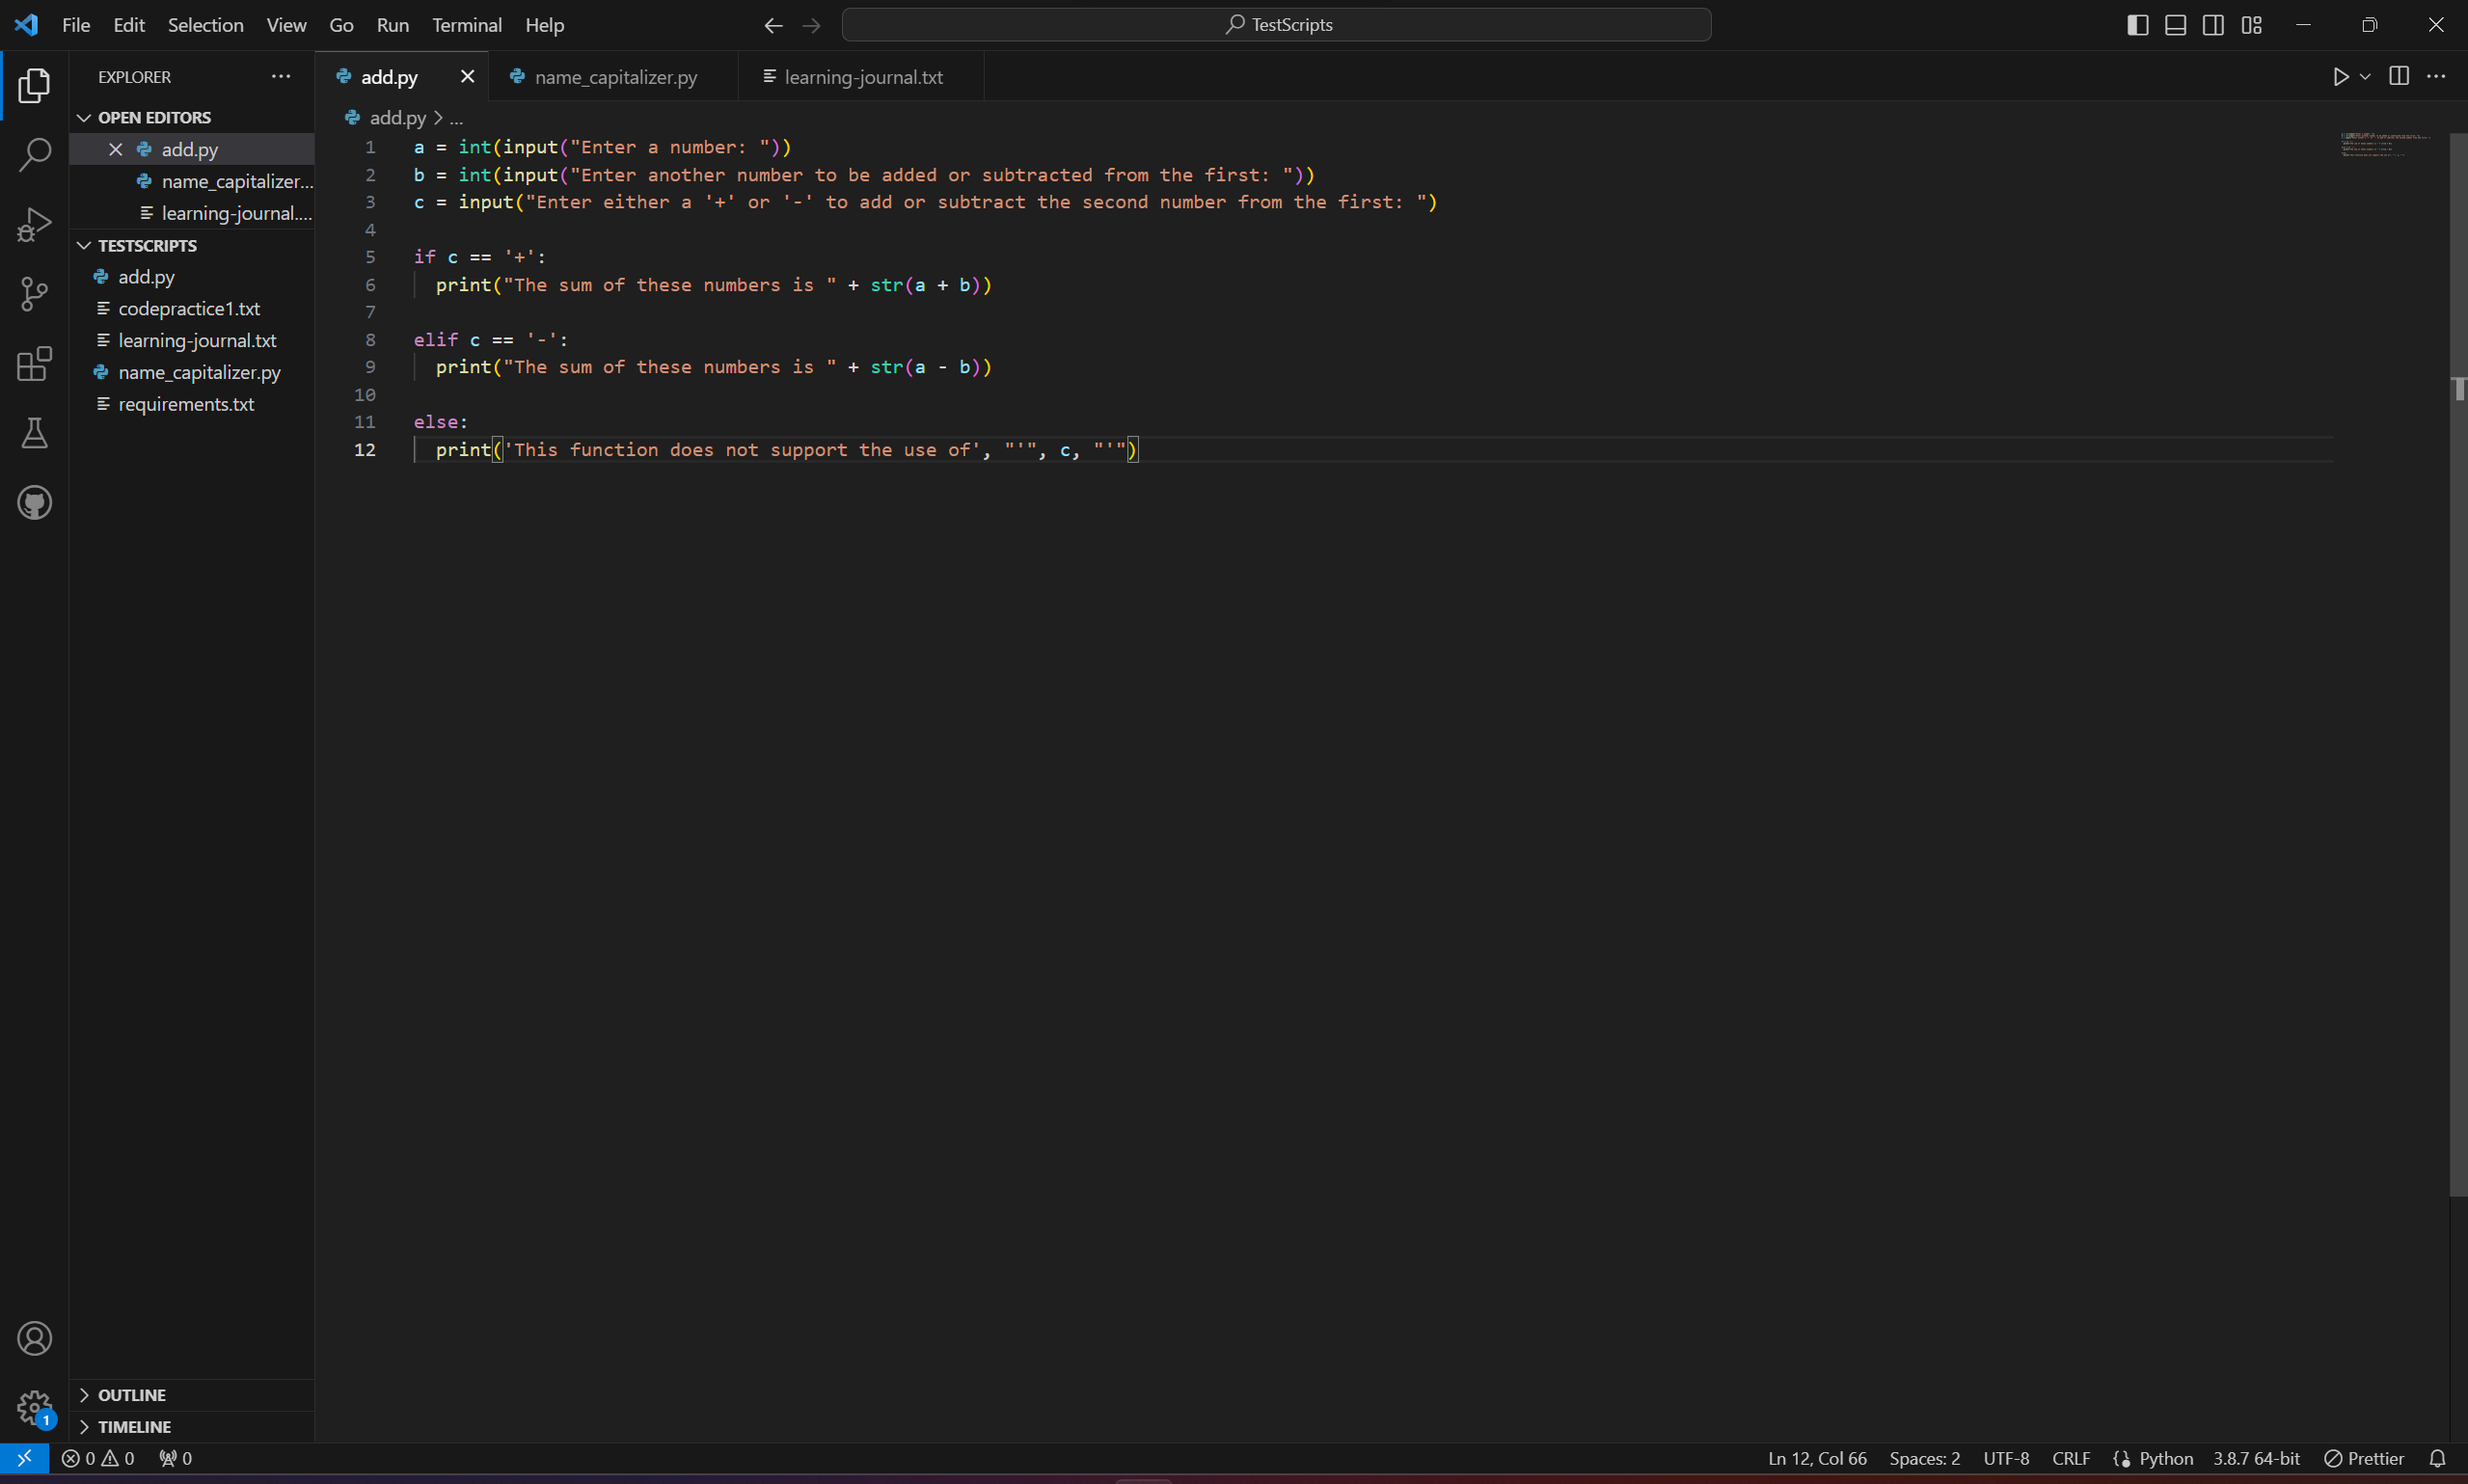 File Edit Selection View Go Run Terminal Help
TestScripts
EXPLORER
OPEN EDITORS
add.py
name_capitalizer...
learning-journal....
TESTSCRIPTS
add.py
codepractice1.txt
learning-journal.txt
name_capitalizer.py
requirements.txt
OUTLINE
TIMELINE
add.py name_capitalizer.py learning-journal.txt
add.py > ...
1 a = int(input("Enter a number: "))
2 b = int(input("Enter another number to be added or subtracted from the first: "))
3 c = input("Enter either a '+' or '-' to add or subtract the second number from the first: ")
4
5 if c == '+':
6 print("The sum of these numbers is " + str(a + b))
7
8 elif c == '-':
9 print("The sum of these numbers is " + str(a - b))
10
11 else:
12 print('This function does not support the use of', "'", c, "'")
1
0 0 0
Ln 12, Col 66 Spaces: 2 UTF-8 CRLF {} Python 3.8.7 64-bit Prettier